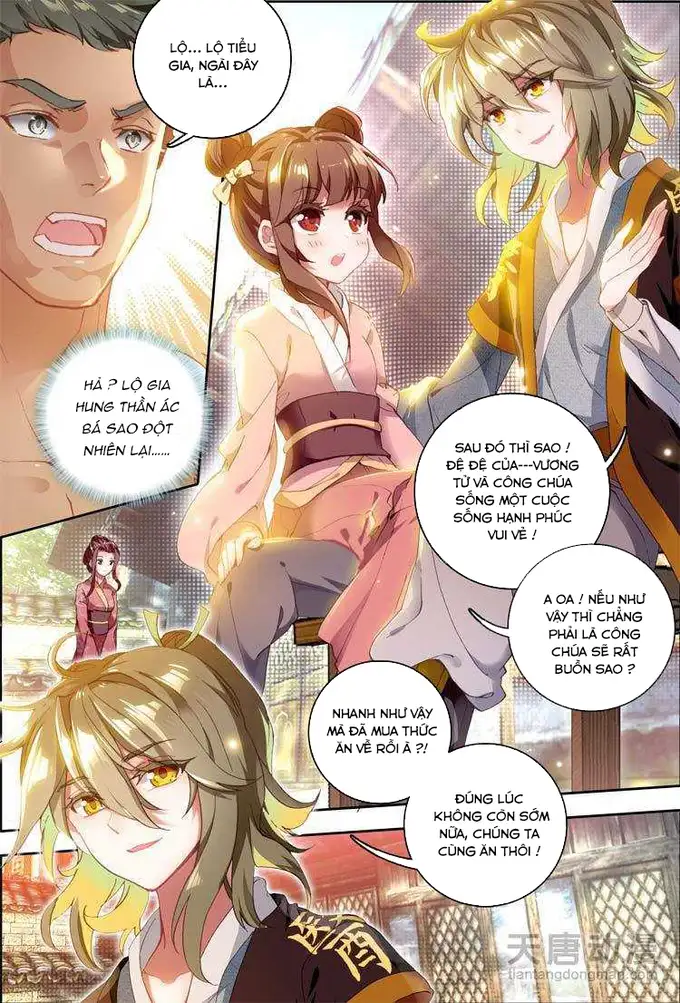 LỘ... LỘ TIỂU
GIA, NGÀI ĐÂY
LÀ...
HẢ ? LỘ GIA
HUNG THẦN ÁC
BÁ SAO ĐỘT
NHIÊN LẠI......
SAU ĐÓ THÌ SAO !
ĐỆ ĐỆ CỦA---VƯƠNG
TỬ VÀ CÔNG CHÚA
SỐNG MỘT CUỘC
SỐNG HẠNH PHÚC
VUI VẺ !
A OA ! NẾU NHƯ
VẬY THÌ CHẲNG
PHẢI LÀ CÔNG
CHÚA SẼ RẤT
BUỒN SAO ?
NHANH NHƯ VẬY
MÀ ĐÃ MUA THỨC
ĂN VỀ RỒI À ?!
ĐÚNG LÚC
KHÔNG CÒN SỚM
NỮA, CHÚNG TA
CÙNG ĂN THÔI !
天唐动漫
tiantangdongman.com